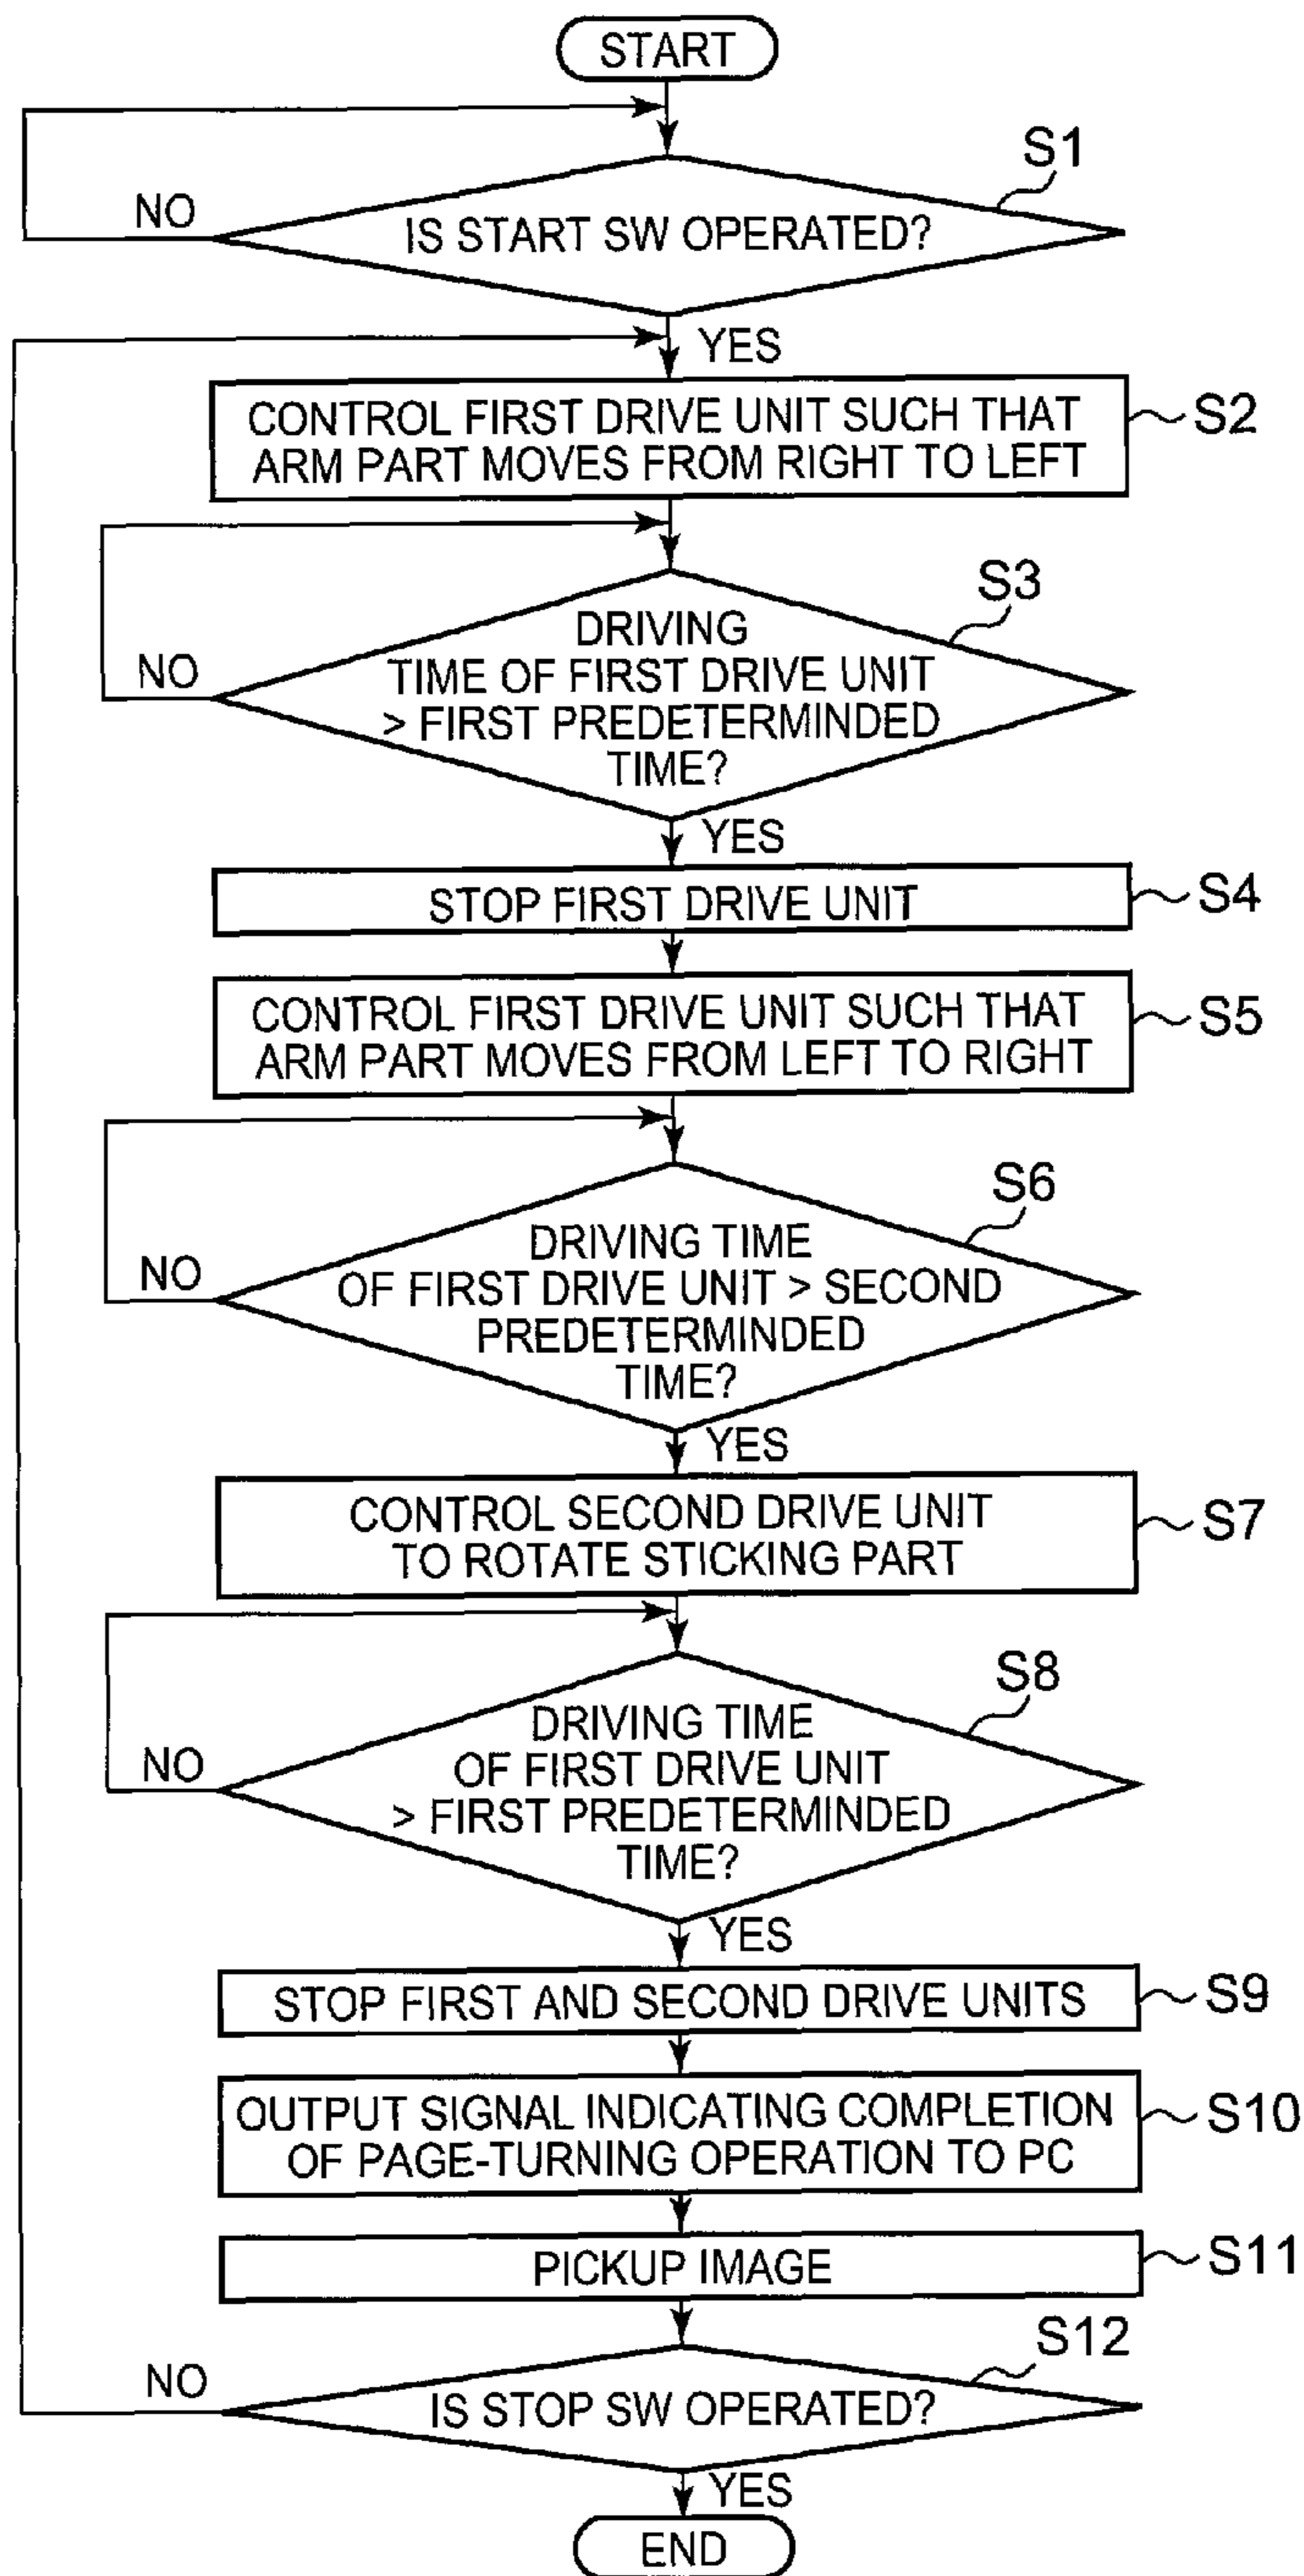 START
S1
NO
IS START SW OPERATED?
YES
CONTROL FIRST DRIVE UNIT SUCH THAT
ARM PART MOVES FROM RIGHT TO LEFT
S2
S3
DRIVING
TIME OF FIRST DRIVE UNIT
> FIRST PREDETERMINDED
TIME?
NO
YES
STOP FIRST DRIVE UNIT
S4
CONTROL FIRST DRIVE UNIT SUCH THAT
ARM PART MOVES FROM LEFT TO RIGHT
S5
S6
DRIVING TIME
OF FIRST DRIVE UNIT > SECOND
PREDETERMINDED
TIME?
NO
YES
CONTROL SECOND DRIVE UNIT
TO ROTATE STICKING PART
S7
S8
DRIVING TIME
OF FIRST DRIVE UNIT
> FIRST PREDETERMINDED
TIME?
NO
YES
STOP FIRST AND SECOND DRIVE UNITS
S9
OUTPUT SIGNAL INDICATING COMPLETION
OF PAGE-TURNING OPERATION TO PC
S10
PICKUP IMAGE
S11
S12
NO
IS STOP SW OPERATED?
YES
END